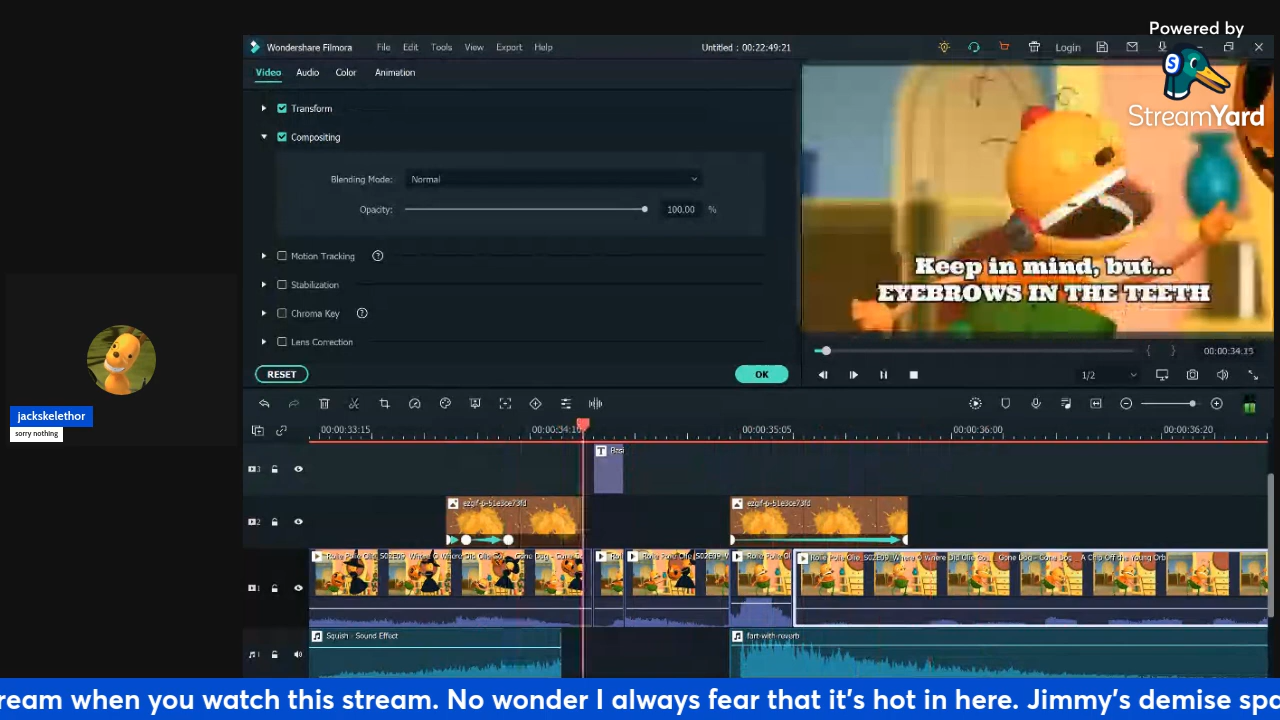 Powered by
StreamYard
Wondershare Filmora
File
Edit
Tools
View
Export
Help
Untitled : 00:22:49:21
Login
Video
Audio
Color
Animation
Transform
Compositing
Blending Mode:
Normal
Opacity:
100.00
%
Motion Tracking
Stabilization
Chroma Key
Lens Correction
RESET
OK
Keep in mind, but...
EYEBROWS IN THE TEETH
1/2
jackskelethor
sorry nothing
00:00:33:15
00:00:34:10
00:00:35:05
00:00:36:00
00:00:36:20
Squish - Sound Effect
fart-with-reverb
ream when you watch this stream. No wonder I always fear that it's hot in here. Jimmy's demise spo